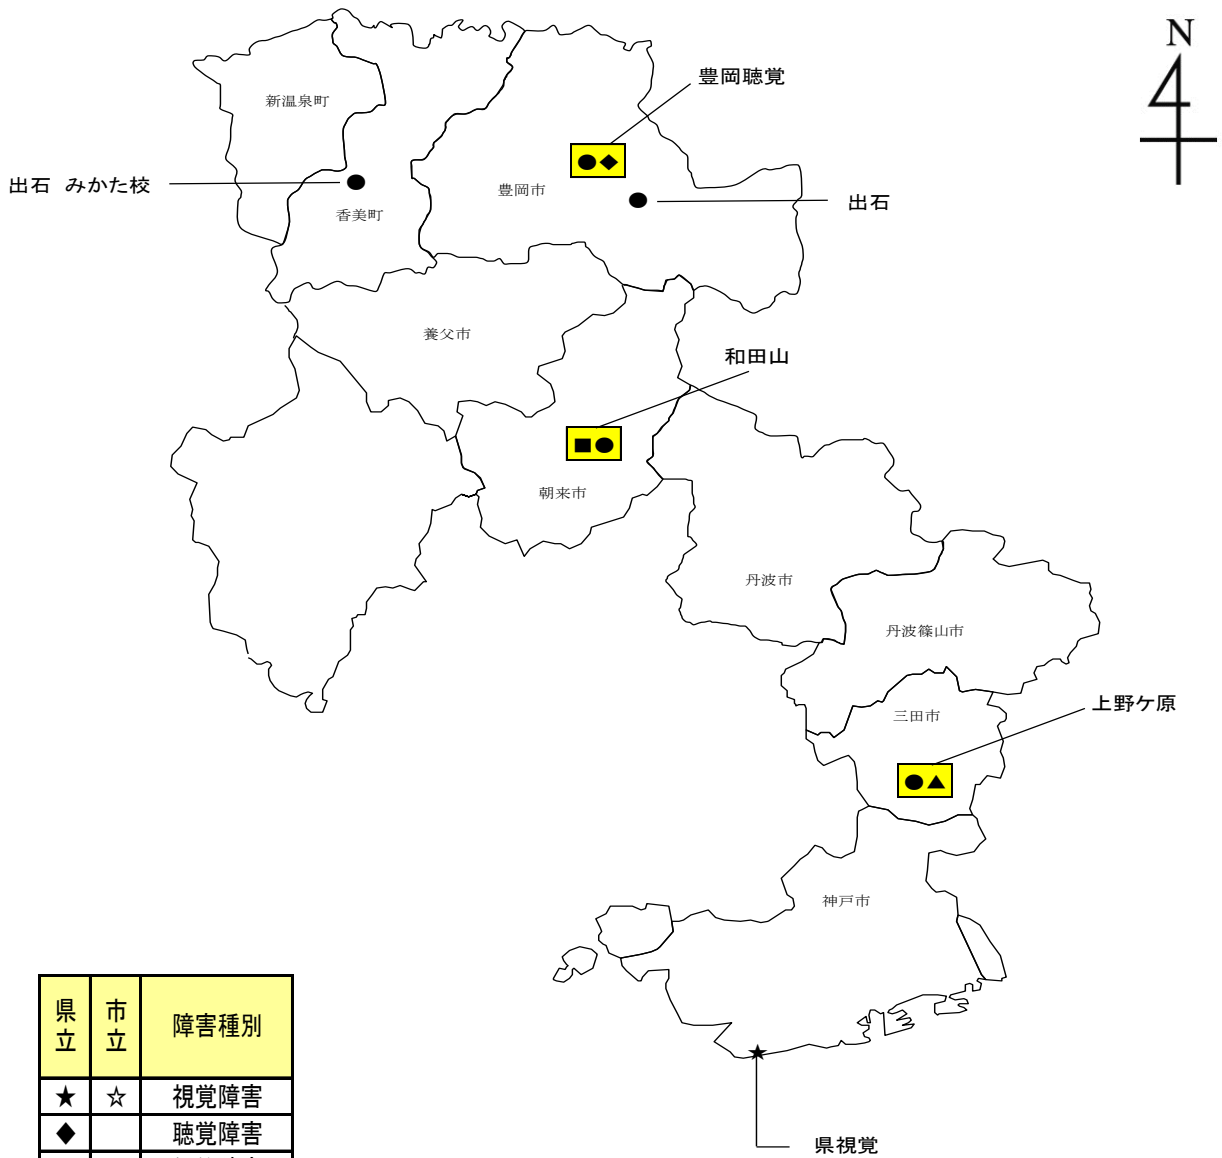 N
豊岡聴覚
新温泉町
●◆
出石 みかた校
豊岡市
出石
香美町
養父市
和田山
■●
朝来市
丹波市
丹波篠山市
上野ケ原
三田市
●▲
神戸市
県立 市立 障害種別
★ ☆ 視覚障害
◆ 聴覚障害
県視覚